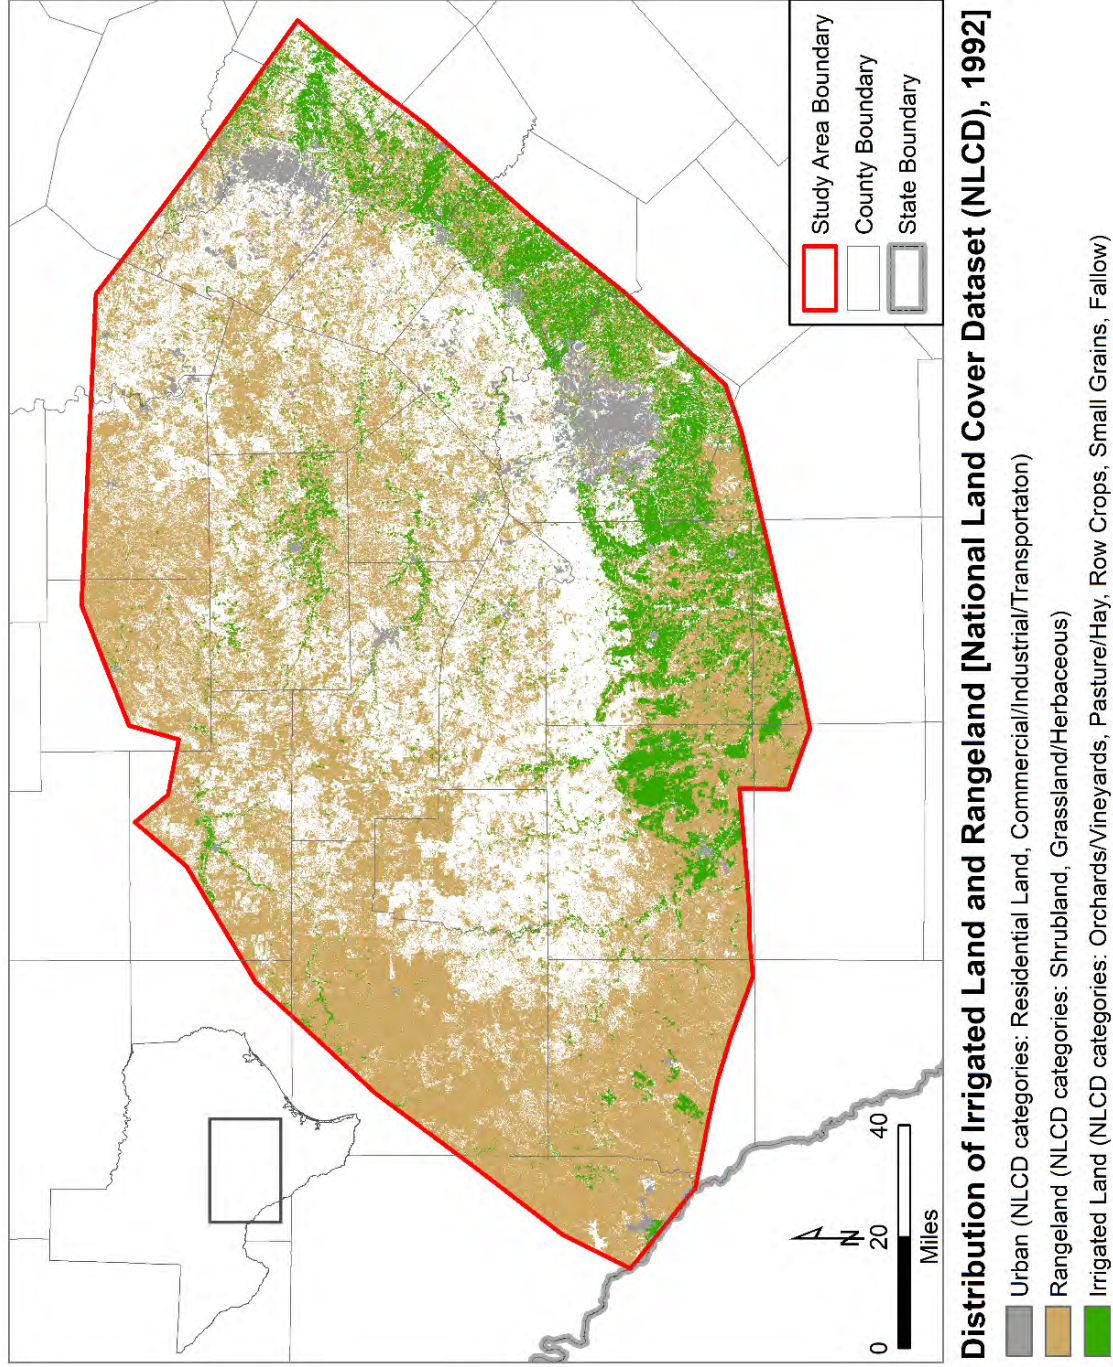 Study Area Boundary
County Boundary
State Boundary
N
0 20 40
Miles
Distribution of Irrigated Land and Rangeland [National Land Cover Dataset (NLCD), 1992]
Urban (NLCD categories: Residential Land, Commercial/Industrial/Transportaton)
Rangeland (NLCD categories: Shrubland, Grassland/Herbaceous)
Irrigated Land (NLCD categories: Orchards/Vineyards, Pasture/Hay, Row Crops, Small Grains, Fallow)